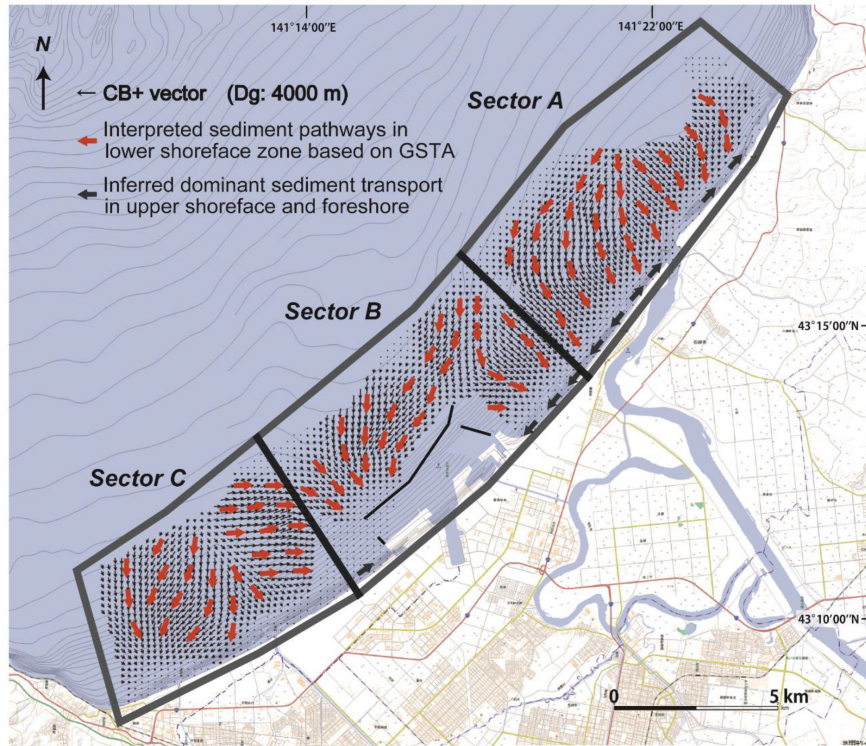 141°14′00″E
141°22′00″E
N
← CB+ vector (Dg: 4000 m)
Interpreted sediment pathways in
lower shoreface zone based on GSTA
Inferred dominant sediment transport
in upper shoreface and foreshore
Sector A
Sector B
43°15′00″N
Sector C
43°10′00″N
0 5 km